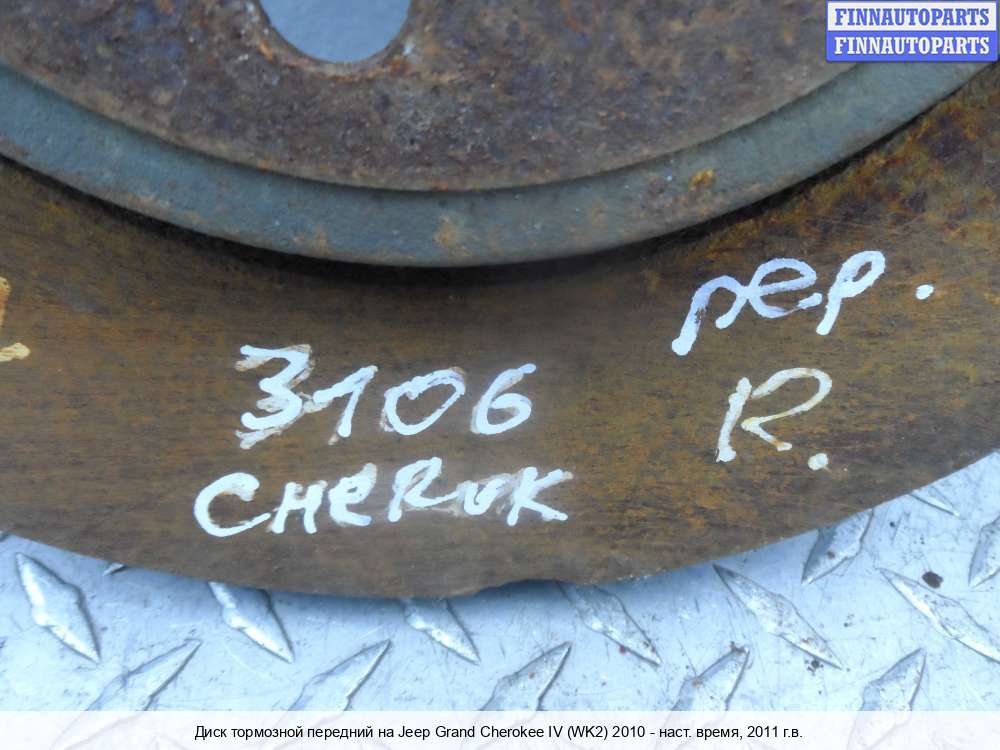 FINNAUTOPARTS
FINNAUTOPARTS
пер.
3106 R.
CHERUK
Диск тормозной передний на Jeep Grand Cherokee IV (WK2) 2010 - наст. время, 2011 г.в.